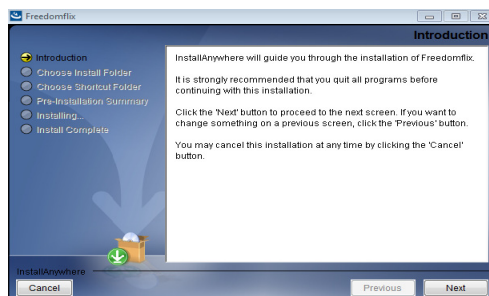 Freedomflix
Introduction
Introduction
Choose Install Folder
Choose Shortcut Folder
Pre-Installation Summary
Installing...
Install Complete
InstallAnywhere will guide you through the installation of Freedomflix.
It is strongly recommended that you quit all programs before
continuing with this installation.
Click the 'Next' button to proceed to the next screen. If you want to
change something on a previous screen, click the 'Previous' button.
You may cancel this installation at any time by clicking the 'Cancel'
button.
InstallAnywhere
Cancel
Previous
Next